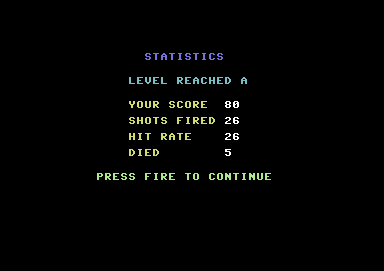 STATISTICS
LEVEL REACHED A
YOUR SCORE 80
SHOTS FIRED 26
HIT RATE 26
DIED 5
PRESS FIRE TO CONTINUE